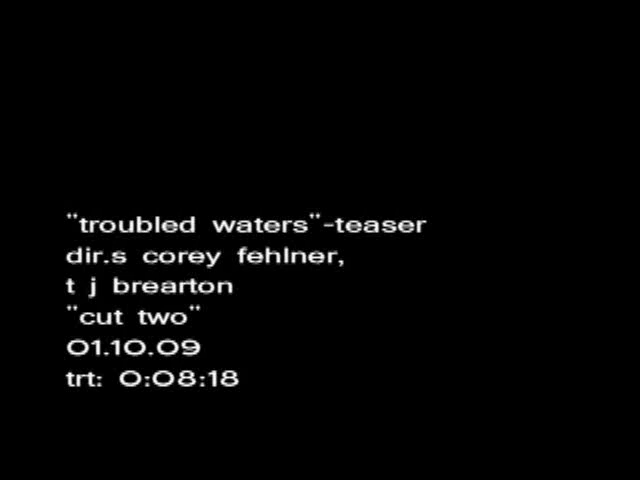 "troubled waters"-teaser
dir.s corey fehlner,
t j brearton
"cut two"
01.10.09
trt: 0:08:18